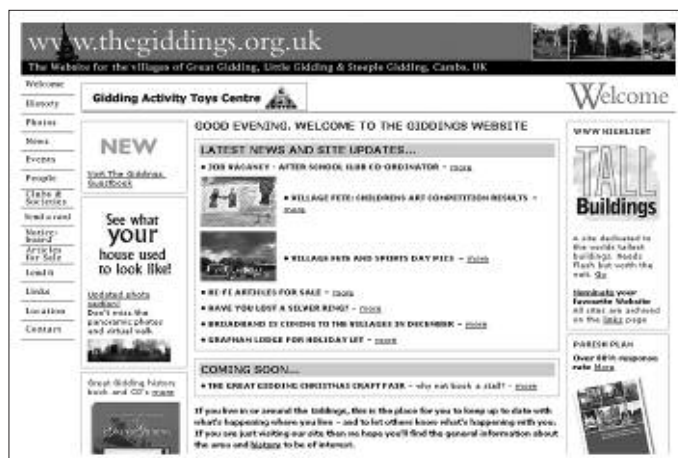 www.thegiddings.org.uk
The Website for the villages of Great Gidding, Little Gidding & Steeple Gidding, Cambs, UK
Welcome
History
Photos
News
Events
People
Clubs &
Societies
Send a card
Notice-
board
Articles
For Sale
Links
Location
Contact
Gidding Activity Toys Centre
Welcome
NEW
Visit The Giddings
Guestbook
See what
your
house used
to look like!
Updated photo
section!
Don't miss the
panoramic photos
and virtual walk
Great Gidding history
book and CD's more
GOOD EVENING, WELCOME TO THE GIDDINGS WEBSITE
LATEST NEWS AND SITE UPDATES...
• JOB VACANCY - AFTER SCHOOL CLUB CO-ORDINATOR - more
• VILLAGE FETE: CHILDRENS ART COMPETITION RESULTS -
more
• VILLAGE FETE AND SPORTS DAY PICS - more
• HI-FI ARTICLES FOR SALE - more
• HAVE YOU LOST A SILVER RING? - more
• BROADBAND IS COMING TO THE VILLAGES IN DECEMBER - more
• GRAFHAM LODGE FOR HOLIDAY LET - more
COMING SOON...
• THE GREAT GIDDING CHRISTMAS CRAFT FAIR - why not book a stall? - more
If you live in or around the Giddings, this is the place for you to keep up to date with
what's happening where you live - and to let others know what's happening with you.
If you are just visiting our site then we hope you'll find the general information about
the area and history to be of interest.
WWW HIGHLIGHT
TALL
Buildings
A site dedicated to
the worlds tallest
buildings. Needs
Flash but worth the
wait. Go
Nominate your
favourite Website
All sites are archived
on the links page
PARISH PLAN
Over 60% response
rate More